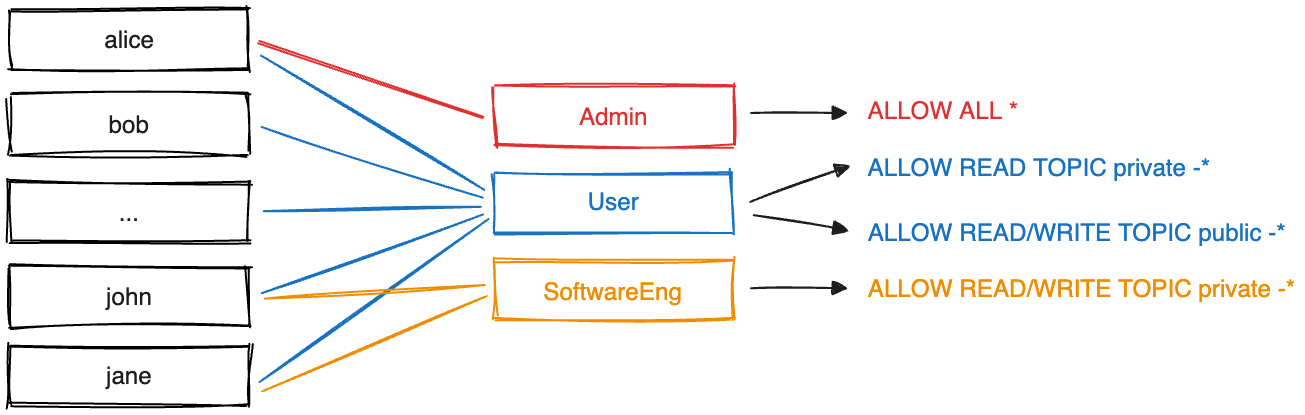 alice
bob
...
john
jane
Admin
User
SoftwareEng
ALLOW ALL *
ALLOW READ TOPIC private -*
ALLOW READ/WRITE TOPIC public -*
ALLOW READ/WRITE TOPIC private -*